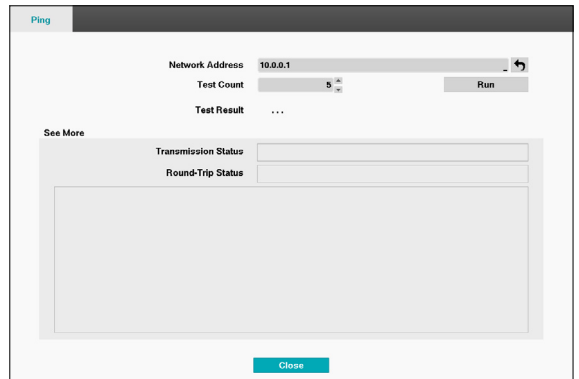 Ping
Network Address 10.0.0.1 _
Test Count 5 Run
Test Result ...
See More
Transmission Status
Round-Trip Status
Close